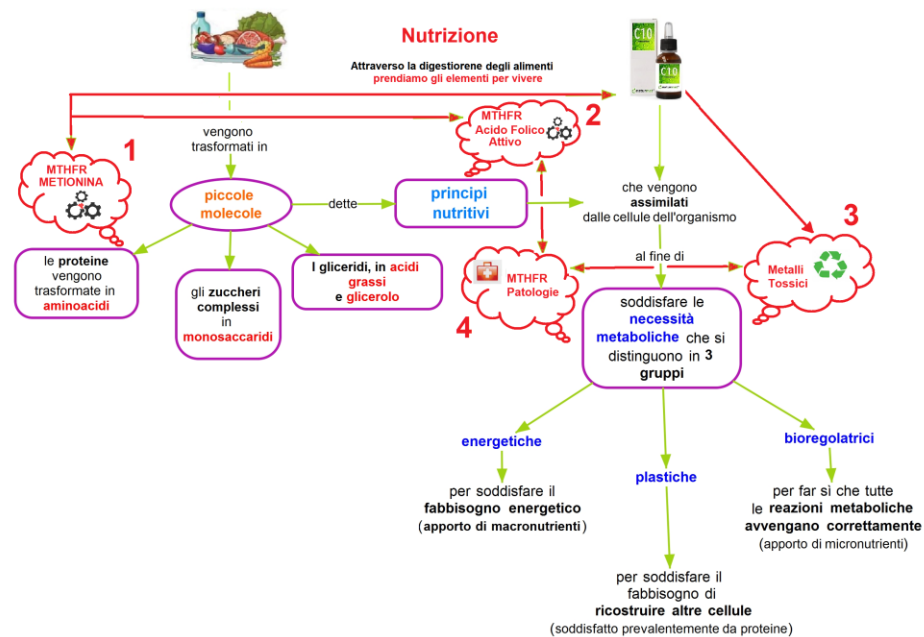 Nutrizione
Attraverso la digestiorene degli alimenti
prendiamo gli elementi per vivere
C10
C10
1
MTHFR
METIONINA
2
MTHFR
Acido Folico
Attivo
vengono
trasformati in
piccole
molecole
dette
principi
nutritivi
che vengono
assimilati
dalle cellule dell'organismo
3
Metalli
Tossici
al fine di
4
MTHFR
Patologie
le proteine
vengono
trasformate in
aminoacidi
gli zuccheri
complessi
in
monosaccaridi
I gliceridi, in acidi
grassi
e glicerolo
soddisfare le
necessità
metaboliche che si
distinguono in 3
gruppi
energetiche
per soddisfare il
fabbisogno energetico
(apporto di macronutrienti)
plastiche
per soddisfare il
fabbisogno di
ricostruire altre cellule
(soddisfatto prevalentemente da proteine)
bioregolatrici
per far sì che tutte
le reazioni metaboliche
avvengano correttamente
(apporto di micronutrienti)